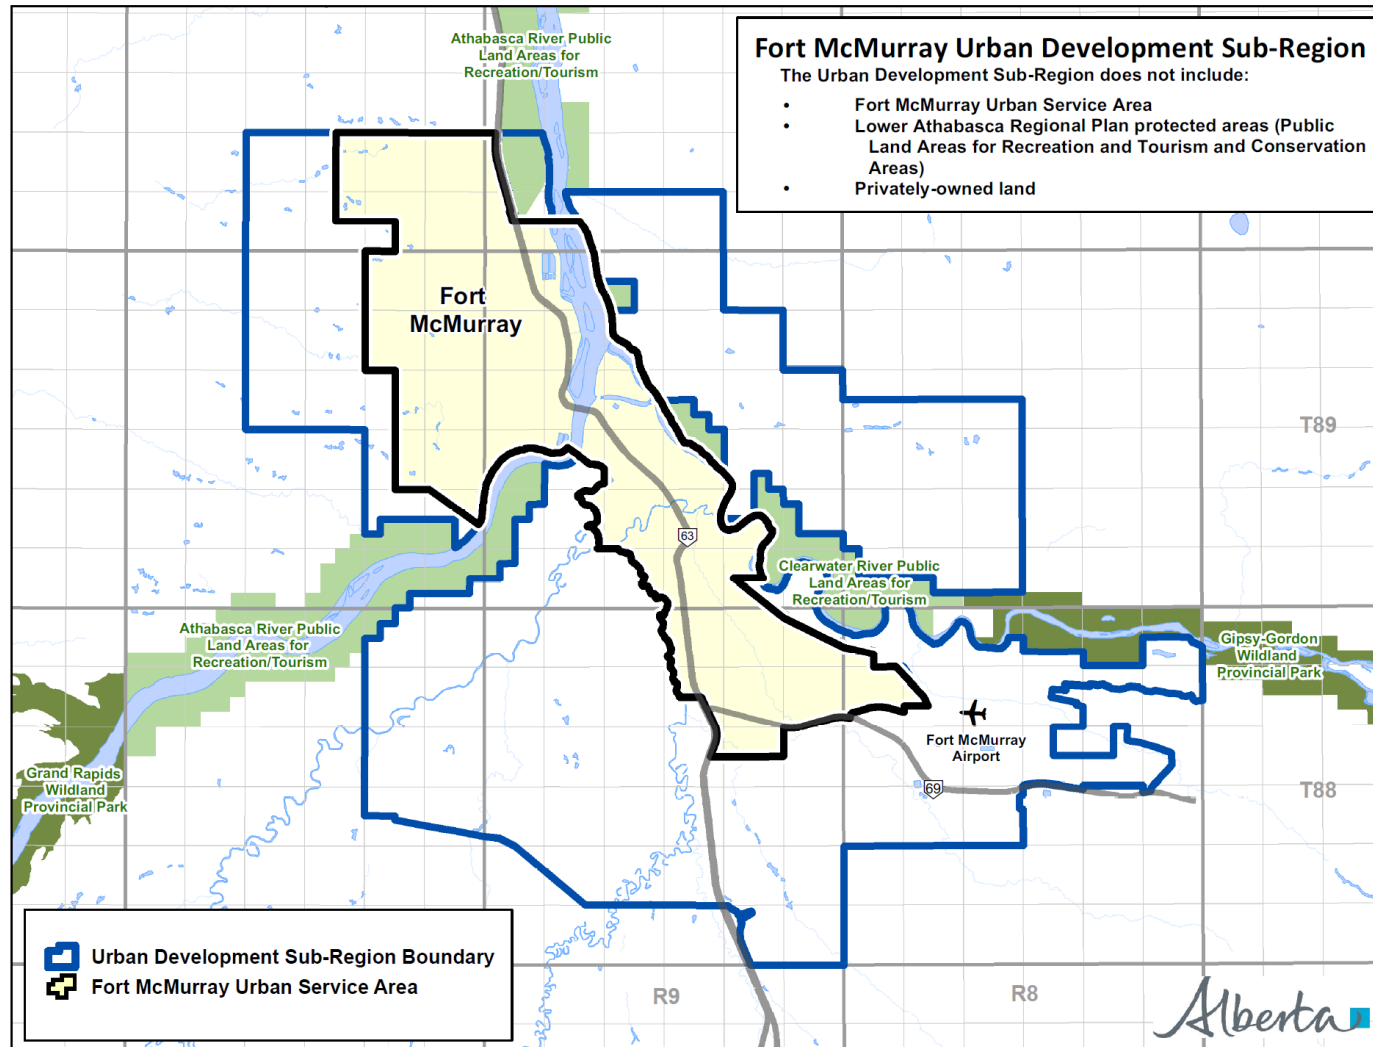 Fort McMurray Urban Development Sub-Region
The Urban Development Sub-Region does not include:
• Fort McMurray Urban Service Area
• Lower Athabasca Regional Plan protected areas (Public
Land Areas for Recreation and Tourism and Conservation
Areas)
• Privately-owned land
Athabasca River Public
Land Areas for
Recreation/Tourism
Fort
McMurray
T89
63
Clearwater River Public
Land Areas for
Recreation/Tourism
Athabasca River Public
Land Areas for
Recreation/Tourism
Gipsy-Gordon
Wildland
Provincial Park
Fort McMurray
Airport
Grand Rapids
Wildland
Provincial Park
69
T88
Urban Development Sub-Region Boundary
Fort McMurray Urban Service Area
R9
R8
Alberta